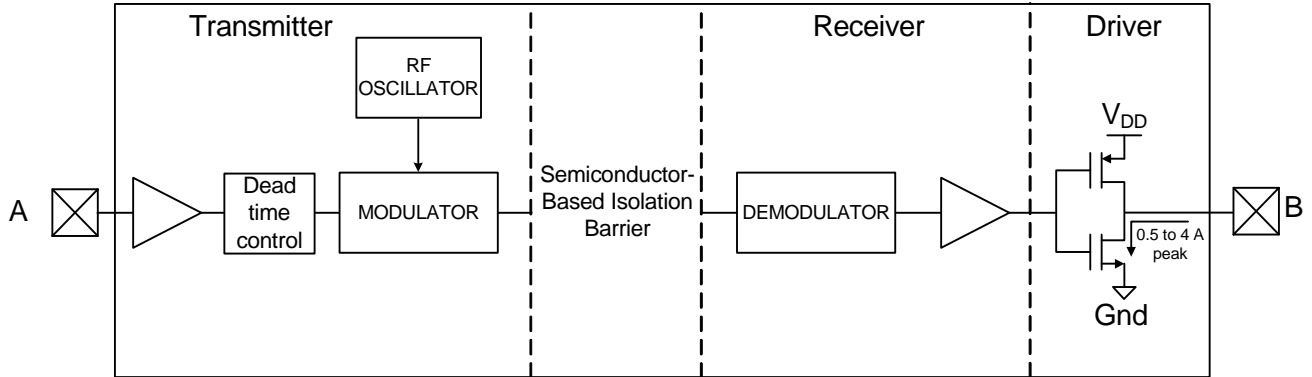 Transmitter
Receiver
Driver
RF
OSCILLATOR
V_DD
A
Dead
time
control
MODULATOR
Semiconductor-
Based Isolation
Barrier
DEMODULATOR
B
0.5 to 4 A
peak
Gnd